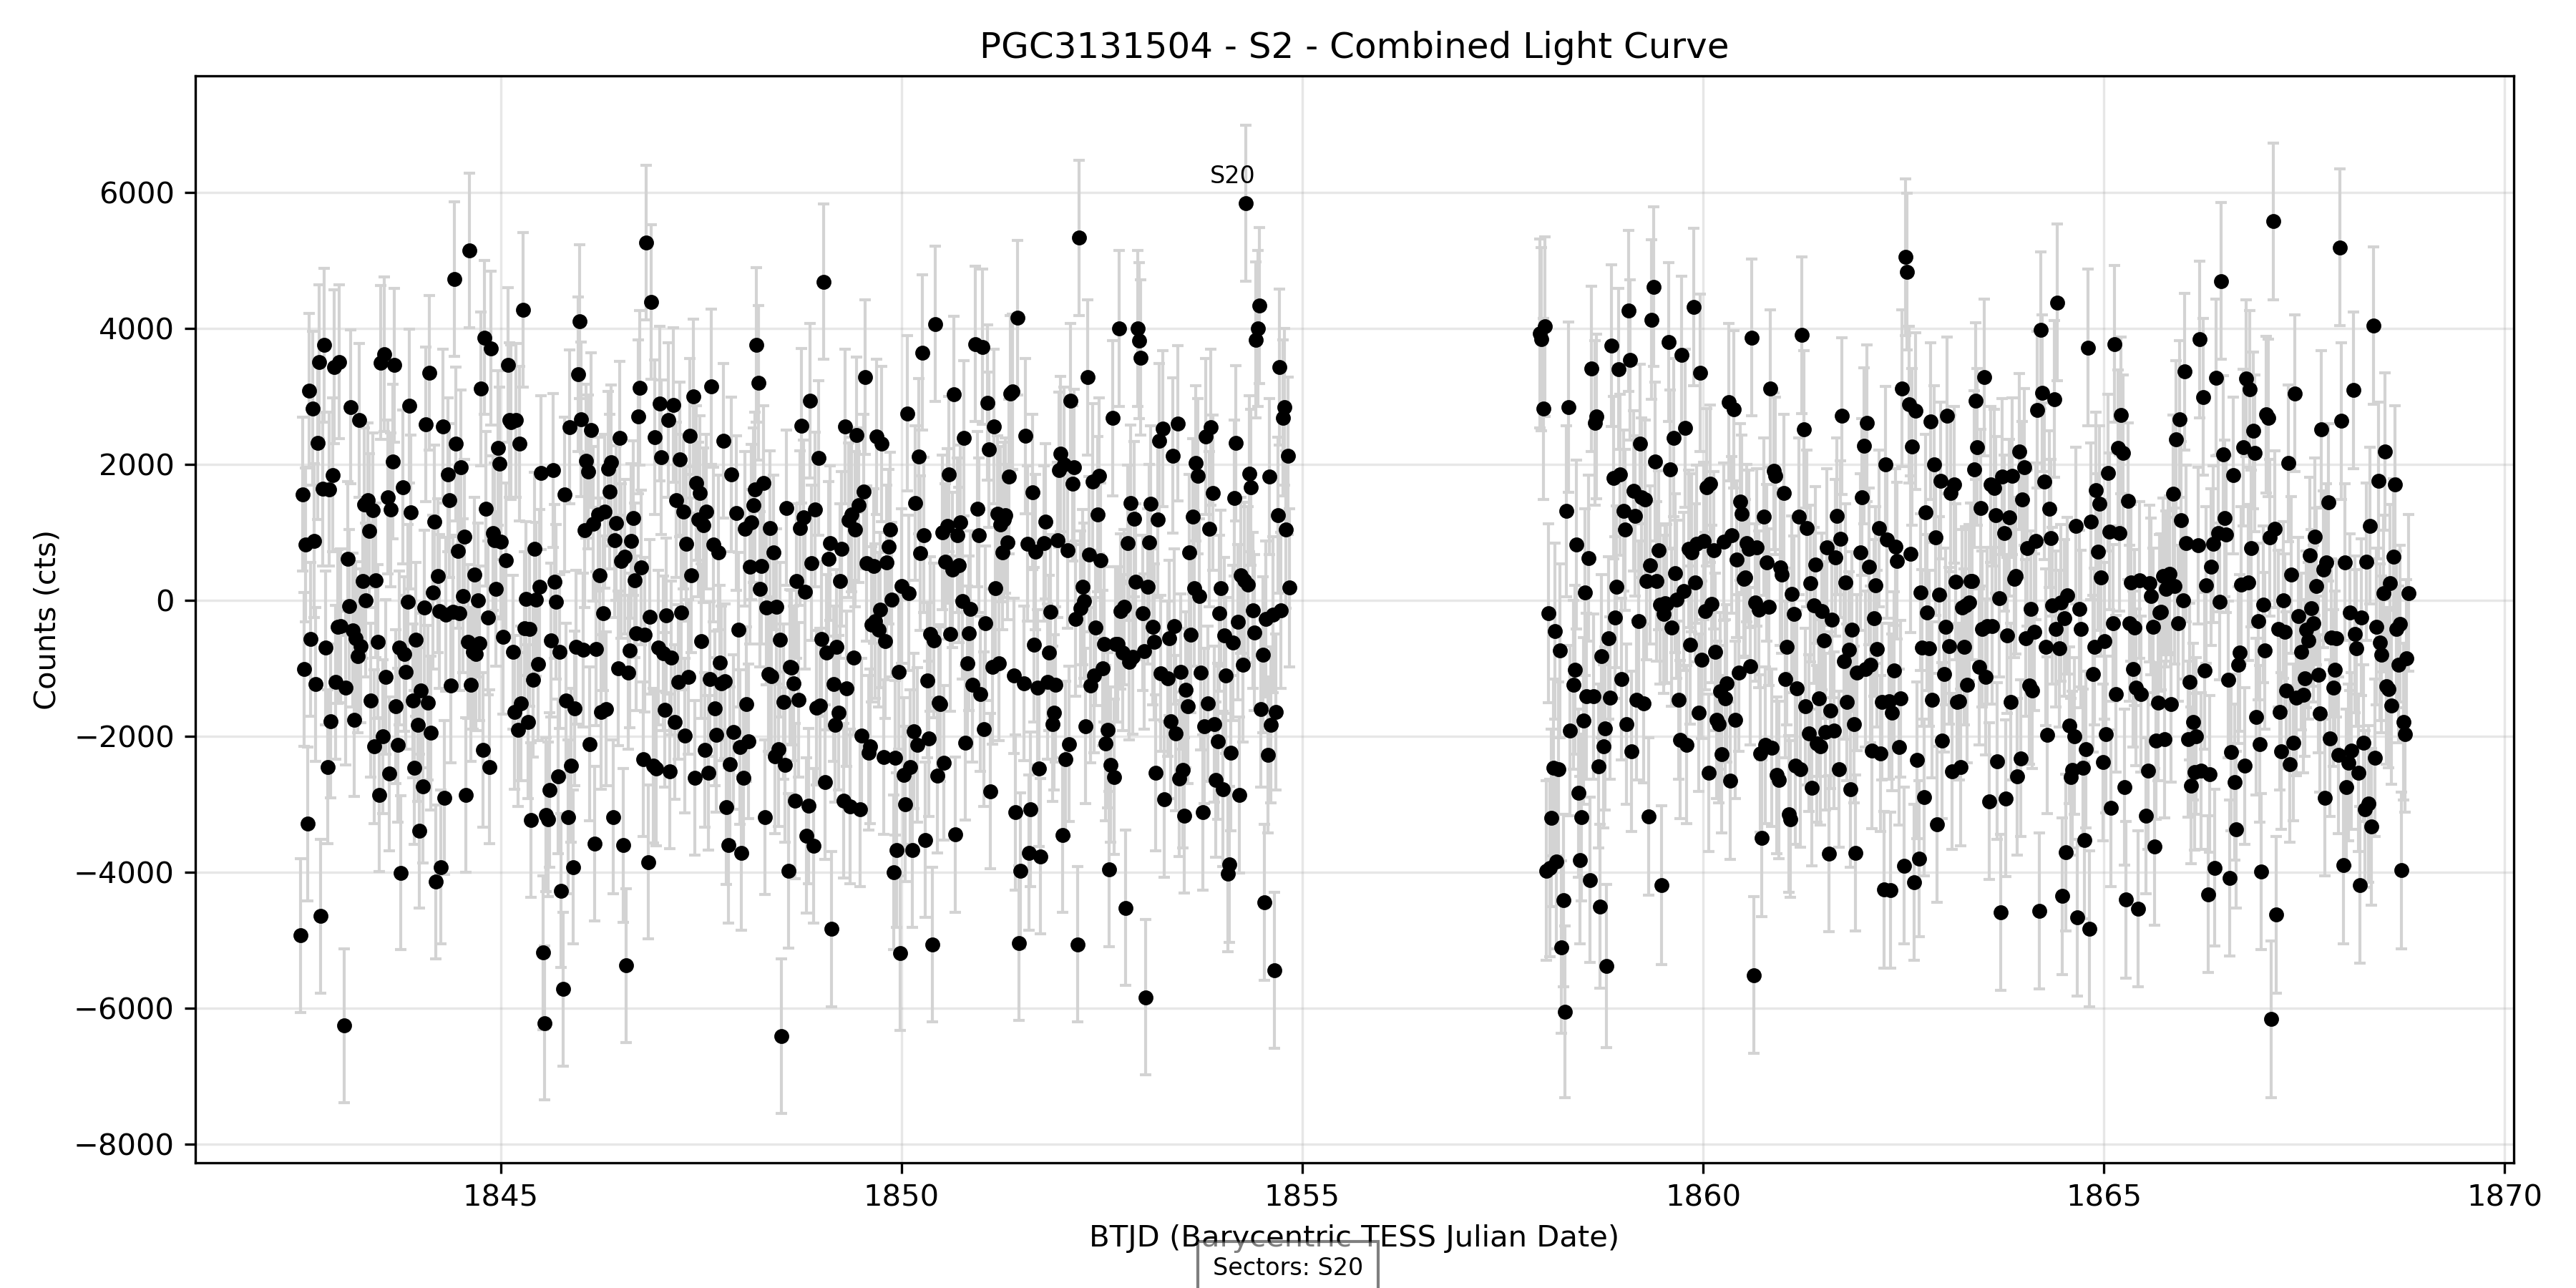 PGC3131504 - S2 - Combined Light Curve
S20
6000
4000
2000
0
−2000
−4000
−6000
−8000
Counts (cts)
1845 1850 1855 1860 1865 1870
BTJD (Barycentric TESS Julian Date)
Sectors: S20